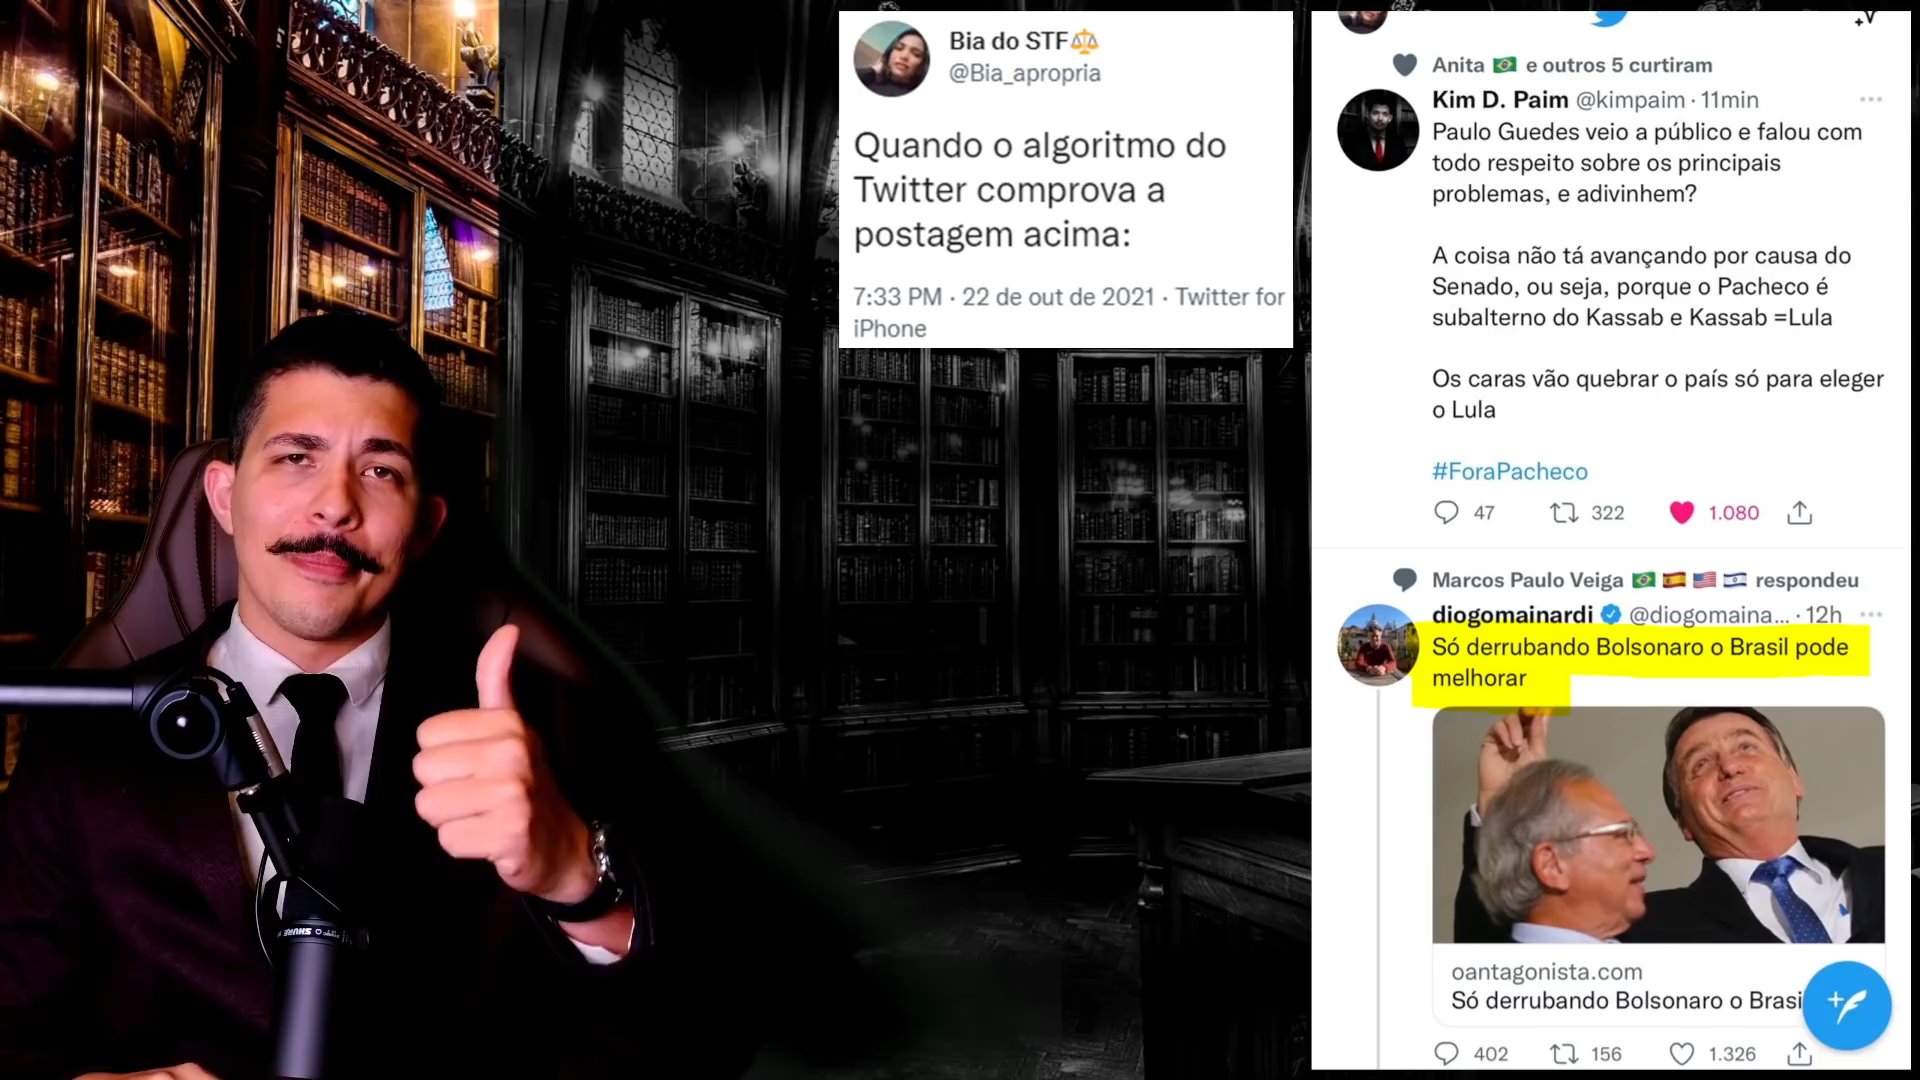 Bia do STF⚖️
@Bia_apropria
Quando o algoritmo do
Twitter comprova a
postagem acima:
7:33 PM · 22 de out de 2021 · Twitter for
iPhone
Anita 🇧🇷 e outros 5 curtiram
Kim D. Paim @kimpaim · 11min
Paulo Guedes veio a público e falou com
todo respeito sobre os principais
problemas, e adivinhem?
A coisa não tá avançando por causa do
Senado, ou seja, porque o Pacheco é
subalterno do Kassab e Kassab =Lula
Os caras vão quebrar o país só para eleger
o Lula
#ForaPacheco
47 322 1.080
Marcos Paulo Veiga 🇧🇷 🇪🇸 🇺🇸 🇮🇱 respondeu
diogomainardi @diogomaina... · 12h
Só derrubando Bolsonaro o Brasil pode
melhorar
oantagonista.com
Só derrubando Bolsonaro o Brasi
402 156 1.326
SHURE